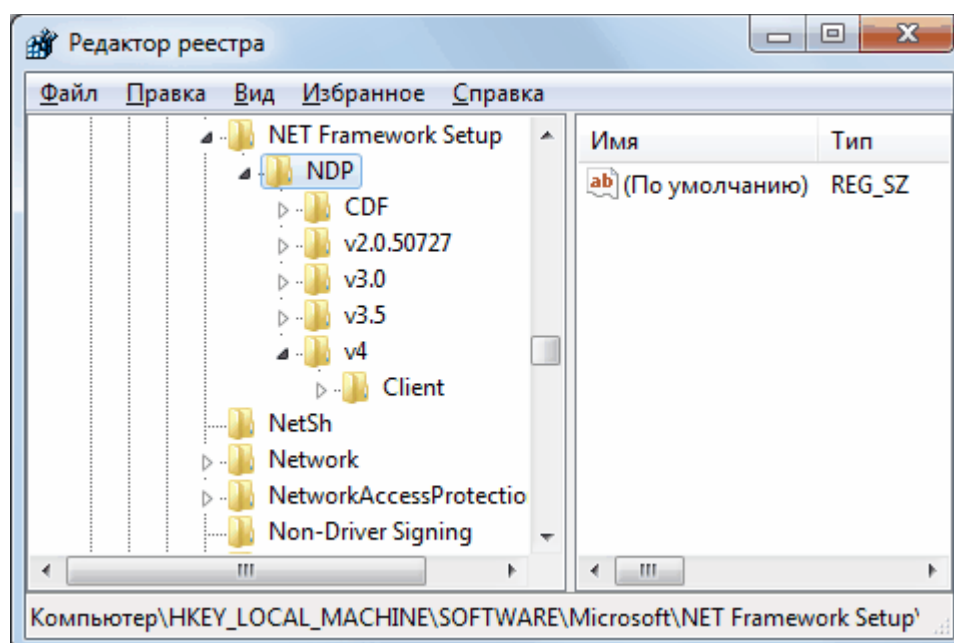 Редактор реестра
Файл Правка Вид Избранное Справка
NET Framework Setup
NDP
CDF
v2.0.50727
v3.0
v3.5
v4
Client
NetSh
Network
NetworkAccessProtectio
Non-Driver Signing
Имя Тип
ab (По умолчанию) REG_SZ
Компьютер\HKEY_LOCAL_MACHINE\SOFTWARE\Microsoft\NET Framework Setup\